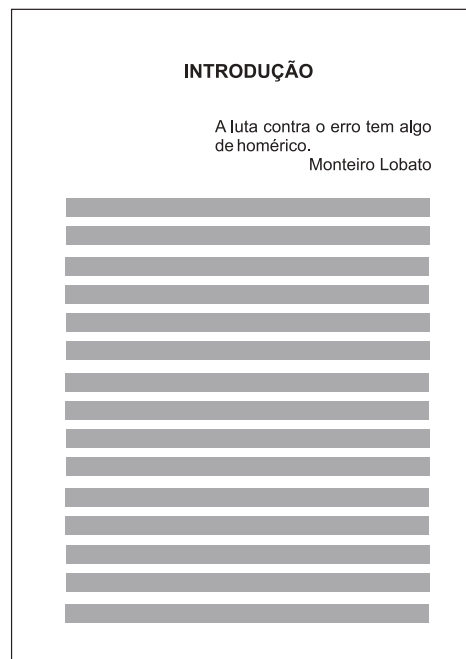 INTRODUÇÃO
A luta contra o erro tem algo
de homérico.
Monteiro Lobato